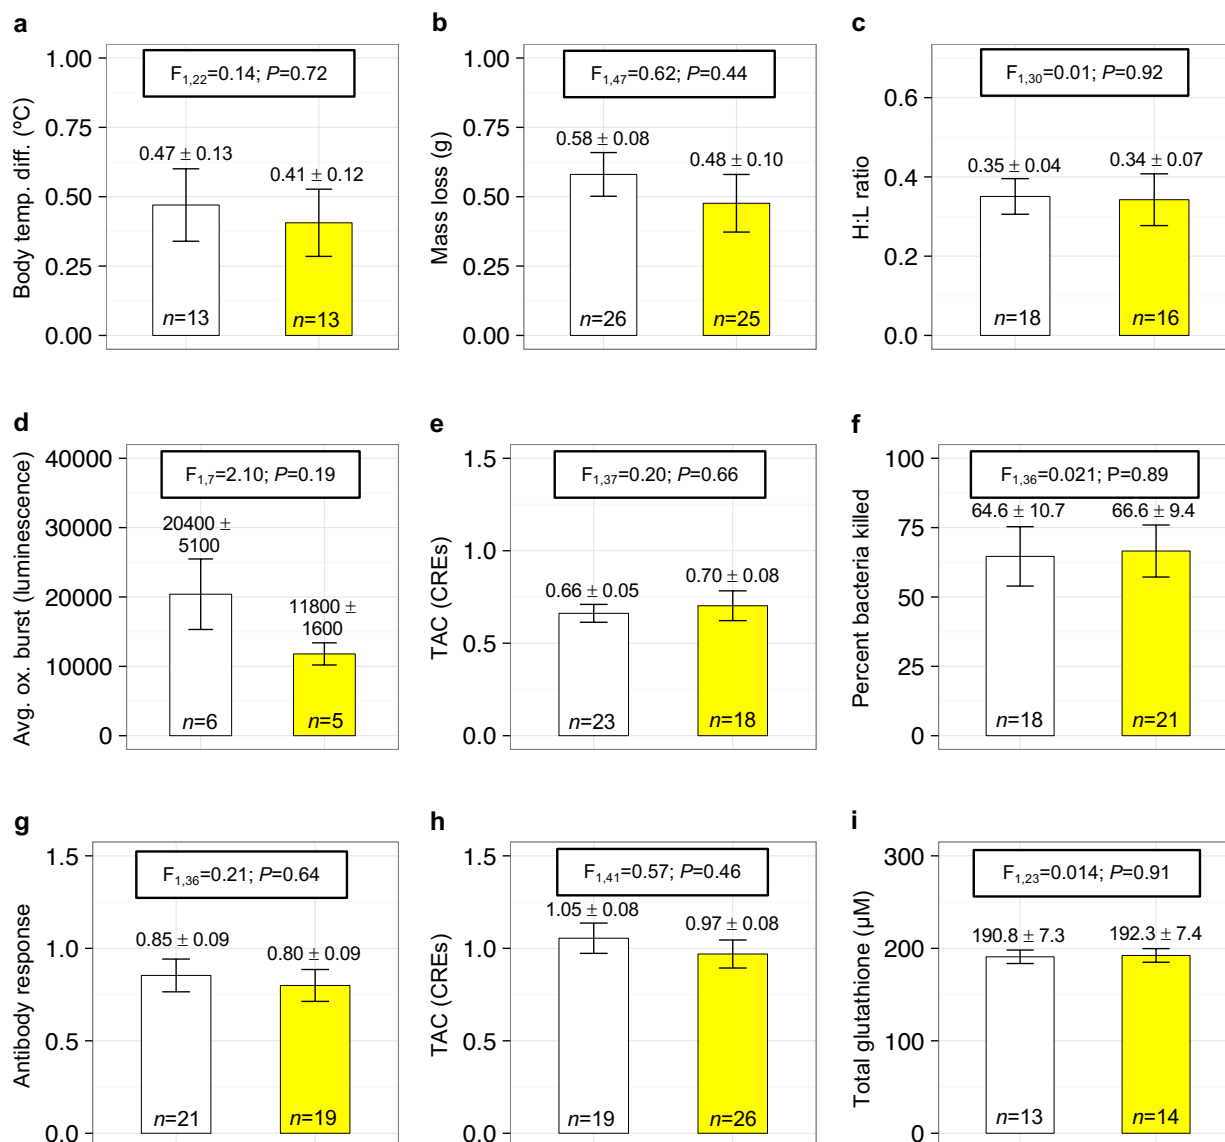 a
F1,22=0.14; P=0.72
Body temp. diff. (ºC)
1.00
0.75
0.50
0.25
0.00
0.47 ± 0.13
0.41 ± 0.12
n=13
n=13
b
F1,47=0.62; P=0.44
Mass loss (g)
1.00
0.75
0.50
0.25
0.00
0.58 ± 0.08
0.48 ± 0.10
n=26
n=25
c
F1,30=0.01; P=0.92
H:L ratio
0.6
0.4
0.2
0.0
0.35 ± 0.04
0.34 ± 0.07
n=18
n=16
d
F1,7=2.10; P=0.19
Avg. ox. burst (luminescence)
40000
30000
20000
10000
0
20400 ±
5100
11800 ±
1600
n=6
n=5
e
F1,37=0.20; P=0.66
TAC (CREs)
1.5
1.0
0.5
0.0
0.66 ± 0.05
0.70 ± 0.08
n=23
n=18
f
F1,36=0.021; P=0.89
Percent bacteria killed
100
75
50
25
0
64.6 ± 10.7
66.6 ± 9.4
n=18
n=21
g
F1,36=0.21; P=0.64
Antibody response
1.5
1.0
0.5
0.0
0.85 ± 0.09
0.80 ± 0.09
n=21
n=19
h
F1,41=0.57; P=0.46
TAC (CREs)
1.5
1.0
0.5
0.0
1.05 ± 0.08
0.97 ± 0.08
n=19
n=26
i
F1,23=0.014; P=0.91
Total glutathione (µM)
300
200
100
0
190.8 ± 7.3
192.3 ± 7.4
n=13
n=14